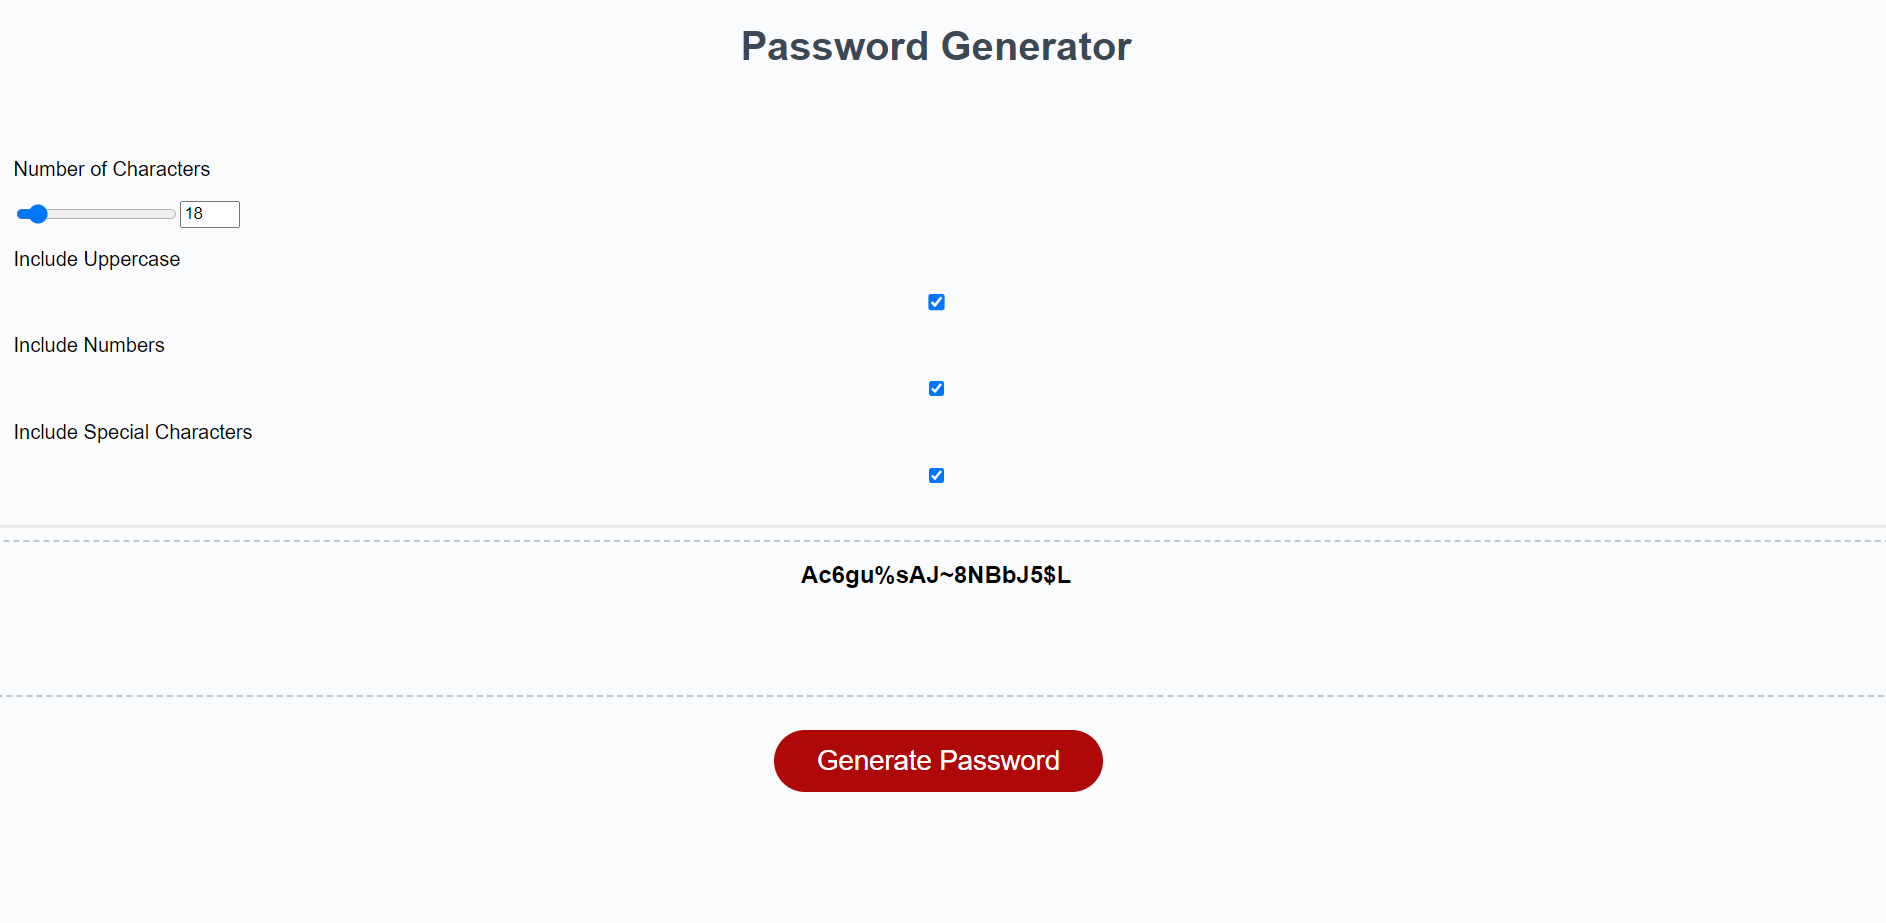 Password Generator
Number of Characters
18
Include Uppercase
Include Numbers
Include Special Characters
Ac6gu%sAJ~8NBbJ5$L
Generate Password